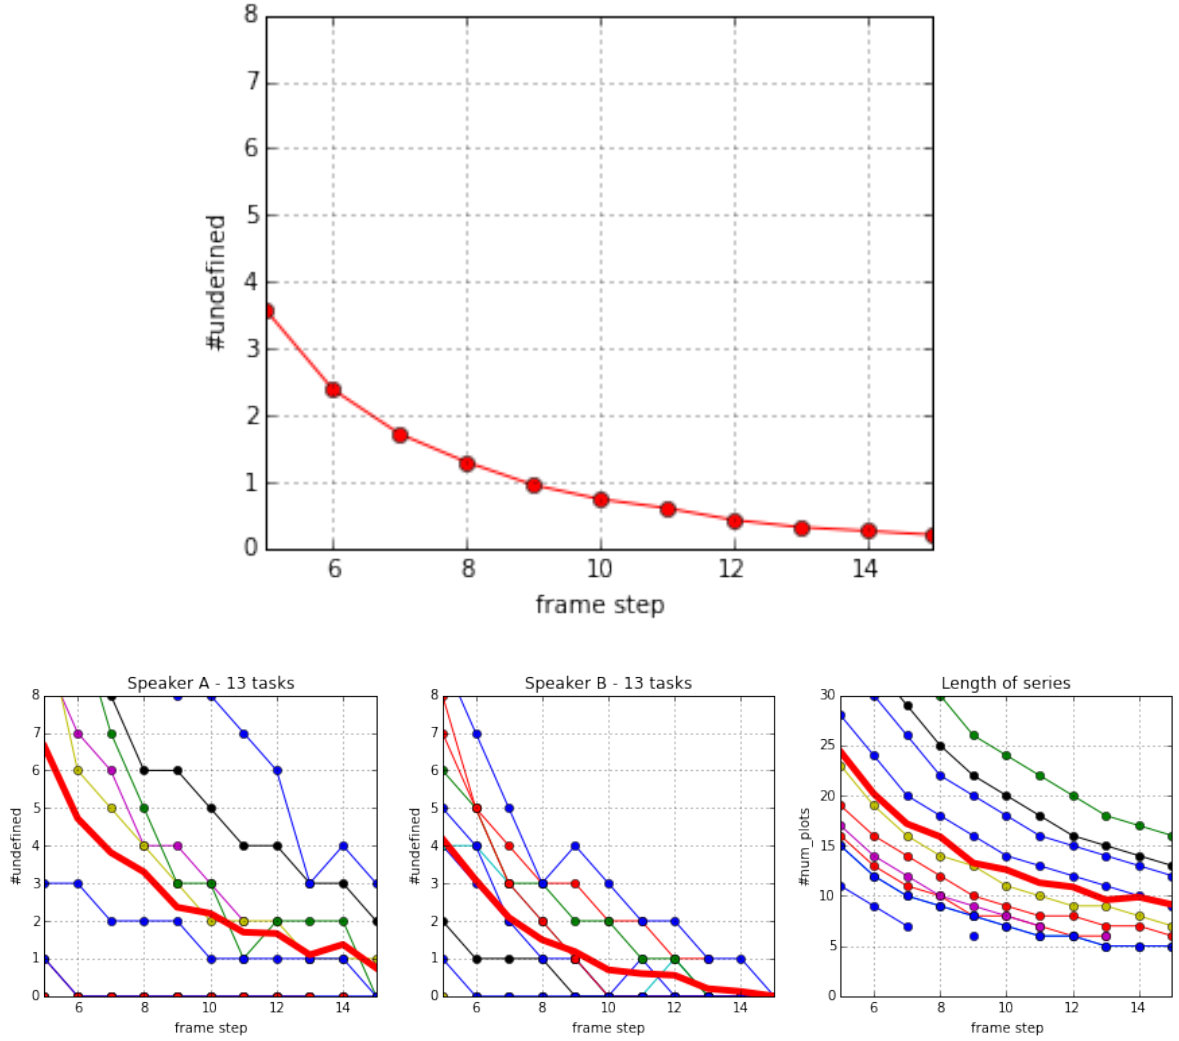 8
7
6
5
4
3
2
1
0
#undefined
6 8 10 12 14
frame step
Speaker A - 13 tasks
8
7
6
5
4
3
2
1
0
#undefined
6 8 10 12 14
frame step
Speaker B - 13 tasks
8
7
6
5
4
3
2
1
0
#undefined
6 8 10 12 14
frame step
Length of series
30
25
20
15
10
5
0
#num_plots
6 8 10 12 14
frame step